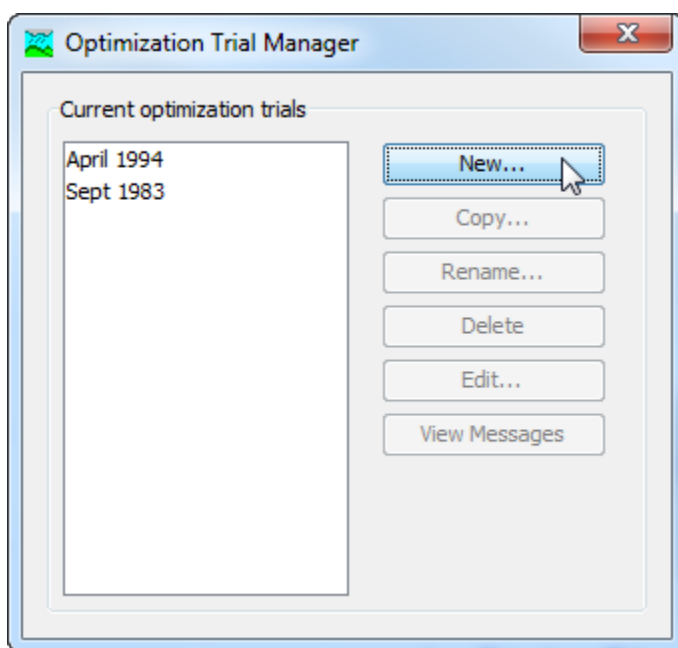 Optimization Trial Manager
Current optimization trials
April 1994
Sept 1983
New...
Copy...
Rename...
Delete
Edit...
View Messages